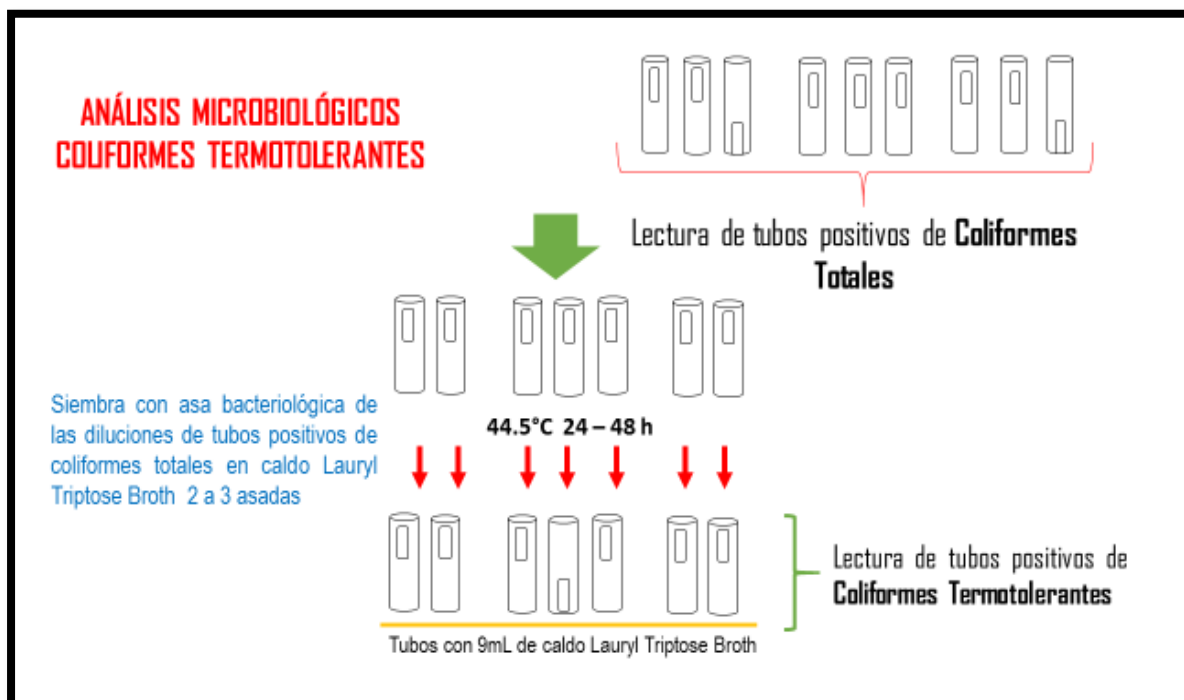 ANÁLISIS MICROBIOLÓGICOS
COLIFORMES TERMOTOLERANTES
Lectura de tubos positivos de Coliformes
Totales
Siembra con asa bacteriológica de
las diluciones de tubos positivos de
coliformes totales en caldo Lauryl
Triptose Broth 2 a 3 asadas
44.5°C 24 – 48 h
Lectura de tubos positivos de
Coliformes Termotolerantes
Tubos con 9mL de caldo Lauryl Triptose Broth